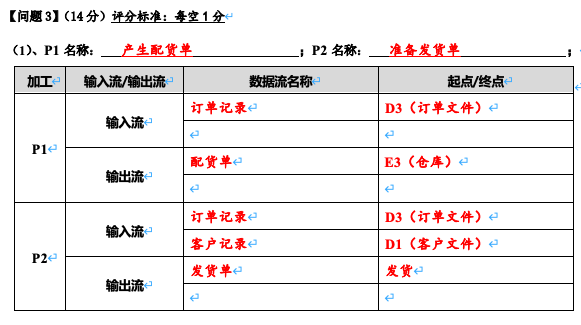 【问题 3】（14 分）评分标准：每空 1 分↵
（1）、P1 名称： 产生配货单 ；P2 名称： 准备发货单 ；↵
加工↵ 输入流/输出流↵ 数据流名称↵ 起点/终点↵
P1↵ 输入流↵ 订单记录↵ D3（订单文件）↵
↵ ↵
输出流↵ 配货单↵ E3（仓库）↵
↵ ↵
P2↵ 输入流↵ 订单记录↵ D3（订单文件）↵
客户记录↵ D1（客户文件）↵
输出流↵ 发货单↵ 发货↵
↵ ↵